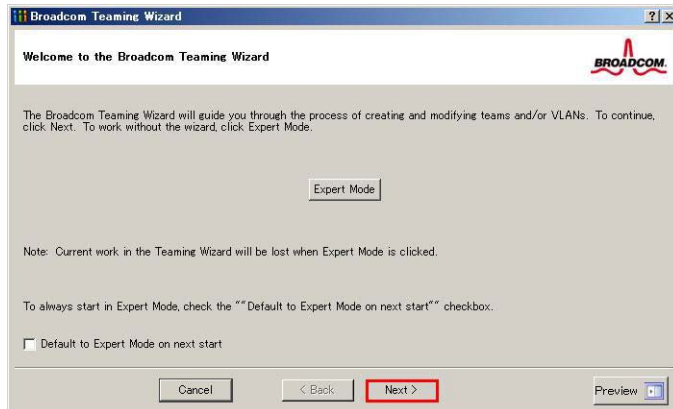 Broadcom Teaming Wizard
Welcome to the Broadcom Teaming Wizard
BROADCOM.
The Broadcom Teaming Wizard will guide you through the process of creating and modifying teams and/or VLANs. To continue,
click Next. To work without the wizard, click Expert Mode.
Expert Mode
Note: Current work in the Teaming Wizard will be lost when Expert Mode is clicked.
To always start in Expert Mode, check the ""Default to Expert Mode on next start"" checkbox.
Default to Expert Mode on next start
Cancel
< Back
Next >
Preview